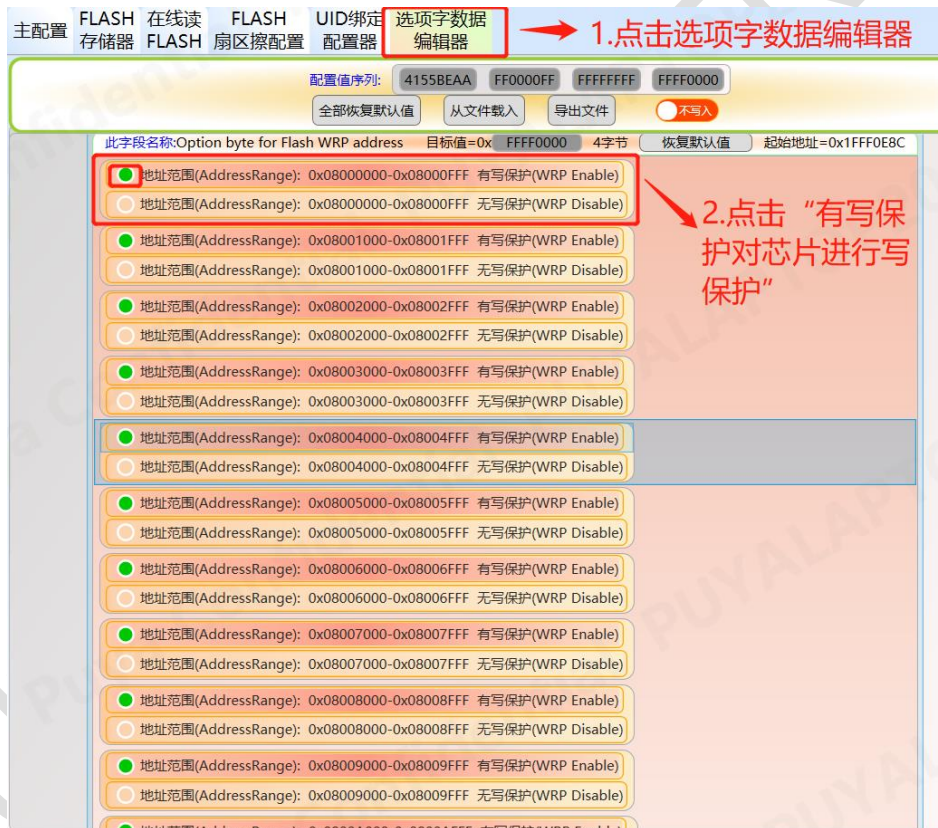 主配置
FLASH
存储器
在线读
FLASH
FLASH
扇区擦配置
UID绑定
配置器
选项字数据
编辑器
1.点击选项字数据编辑器
配置值序列: 4155BEAA FF0000FF FFFFFFFF FFFF0000
全部恢复默认值 从文件载入 导出文件 不写入
此字段名称:Option byte for Flash WRP address 目标值=0x FFFF0000 4字节 恢复默认值 起始地址=0x1FFF0E8C
地址范围(AddressRange): 0x08000000-0x08000FFF 有写保护(WRP Enable)
地址范围(AddressRange): 0x08000000-0x08000FFF 无写保护(WRP Disable)
2.点击“有写保
护对芯片进行写
保护”
地址范围(AddressRange): 0x08001000-0x08001FFF 有写保护(WRP Enable)
地址范围(AddressRange): 0x08001000-0x08001FFF 无写保护(WRP Disable)
地址范围(AddressRange): 0x08002000-0x08002FFF 有写保护(WRP Enable)
地址范围(AddressRange): 0x08002000-0x08002FFF 无写保护(WRP Disable)
地址范围(AddressRange): 0x08003000-0x08003FFF 有写保护(WRP Enable)
地址范围(AddressRange): 0x08003000-0x08003FFF 无写保护(WRP Disable)
地址范围(AddressRange): 0x08004000-0x08004FFF 有写保护(WRP Enable)
地址范围(AddressRange): 0x08004000-0x08004FFF 无写保护(WRP Disable)
地址范围(AddressRange): 0x08005000-0x08005FFF 有写保护(WRP Enable)
地址范围(AddressRange): 0x08005000-0x08005FFF 无写保护(WRP Disable)
地址范围(AddressRange): 0x08006000-0x08006FFF 有写保护(WRP Enable)
地址范围(AddressRange): 0x08006000-0x08006FFF 无写保护(WRP Disable)
地址范围(AddressRange): 0x08007000-0x08007FFF 有写保护(WRP Enable)
地址范围(AddressRange): 0x08007000-0x08007FFF 无写保护(WRP Disable)
地址范围(AddressRange): 0x08008000-0x08008FFF 有写保护(WRP Enable)
地址范围(AddressRange): 0x08008000-0x08008FFF 无写保护(WRP Disable)
地址范围(AddressRange): 0x08009000-0x08009FFF 有写保护(WRP Enable)
地址范围(AddressRange): 0x08009000-0x08009FFF 无写保护(WRP Disable)